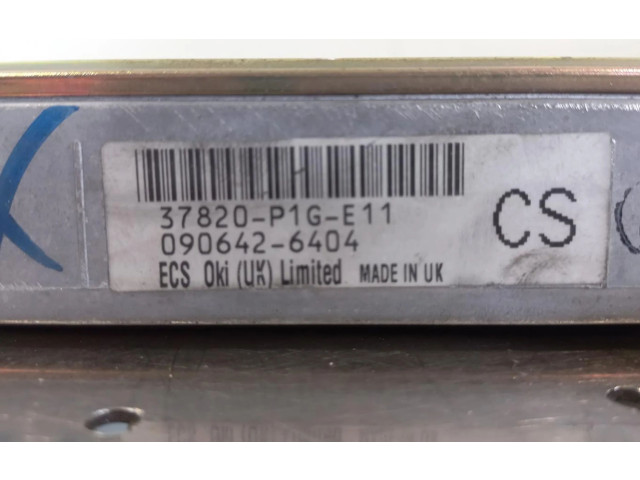 37820-P1G-E11
090642-6404
CS
ECS Oki (UK) Limited MADE IN UK